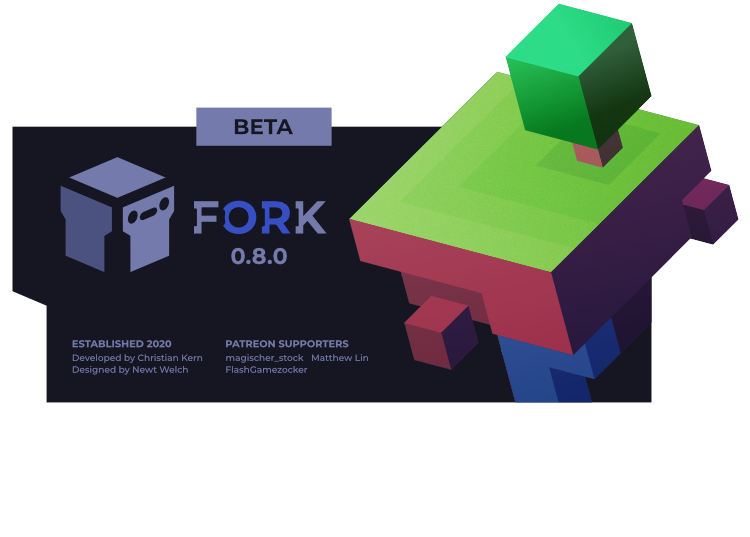 BETA
FORK
0.8.0
ESTABLISHED 2020
Developed by Christian Kern
Designed by Newt Welch
PATREON SUPPORTERS
magischer_stock Matthew Lin
FlashGamezocker